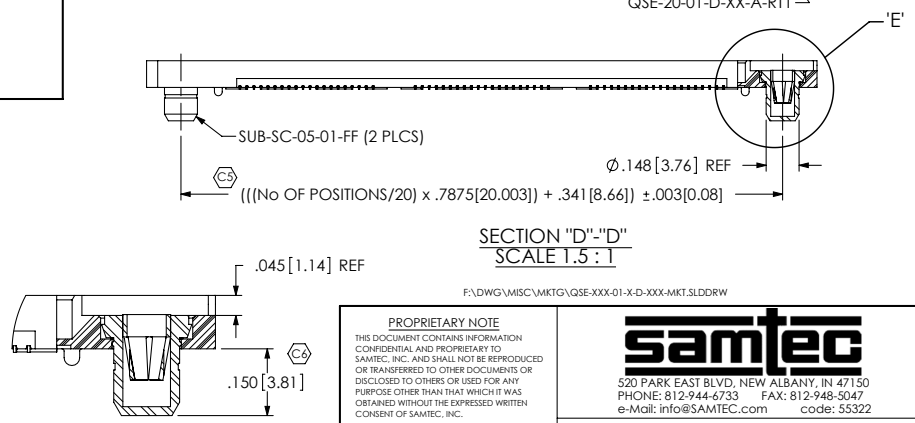 QSE-20-01-D-XX-A-RT1
'E'
SUB-SC-05-01-FF (2 PLCS)
Ø.148[3.76] REF
C5
(((No OF POSITIONS/20) x .7875[20.003]) + .341[8.66]) ±.003[0.08]
SECTION "D"-"D"
SCALE 1.5 : 1
.045[1.14] REF
F:\DWG\MISC\MKTG\QSE-XXX-01-X-D-XXX-MKT.SLDDRW
C6
.150[3.81]
PROPRIETARY NOTE
THIS DOCUMENT CONTAINS INFORMATION
CONFIDENTIAL AND PROPRIETARY TO
SAMTEC, INC. AND SHALL NOT BE REPRODUCED
OR TRANSFERRED TO OTHER DOCUMENTS OR
DISCLOSED TO OTHERS OR USED FOR ANY
PURPOSE OTHER THAN THAT WHICH IT WAS
OBTAINED WITHOUT THE EXPRESSED WRITTEN
CONSENT OF SAMTEC, INC.
samtec
520 PARK EAST BLVD, NEW ALBANY, IN 47150
PHONE: 812-944-6733 FAX: 812-948-5047
e-Mail: info@SAMTEC.com code: 55322